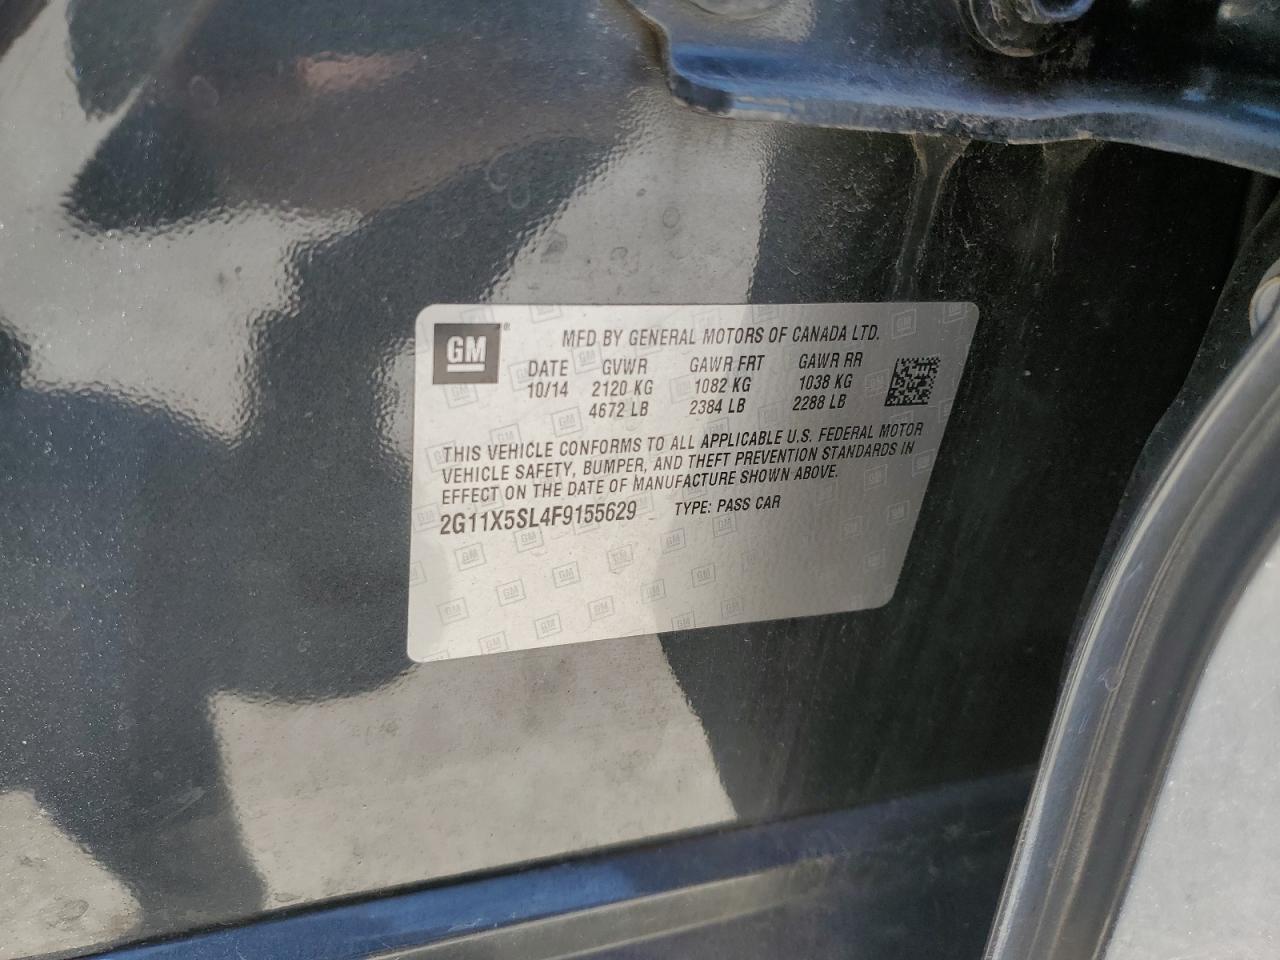 GM®
MFD BY GENERAL MOTORS OF CANADA LTD.
DATE GVWR GAWR FRT GAWR RR
10/14 2120 KG 1082 KG 1038 KG
4672 LB 2384 LB 2288 LB
THIS VEHICLE CONFORMS TO ALL APPLICABLE U.S. FEDERAL MOTOR
VEHICLE SAFETY, BUMPER, AND THEFT PREVENTION STANDARDS IN
EFFECT ON THE DATE OF MANUFACTURE SHOWN ABOVE.
2G11X5SL4F9155629 TYPE: PASS CAR